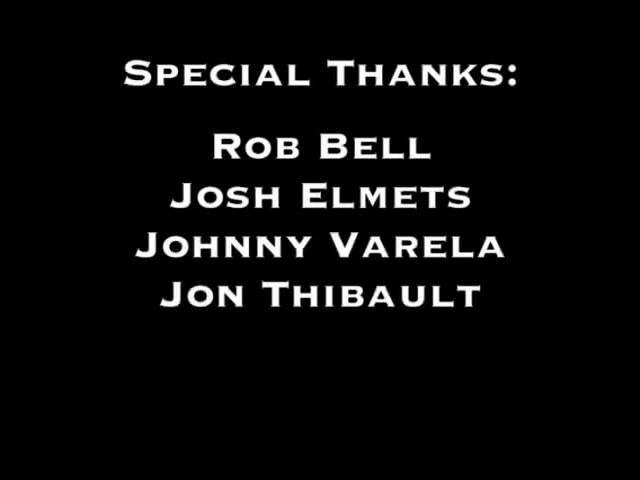 Special Thanks:
Rob Bell
Josh Elmets
Johnny Varela
Jon Thibault